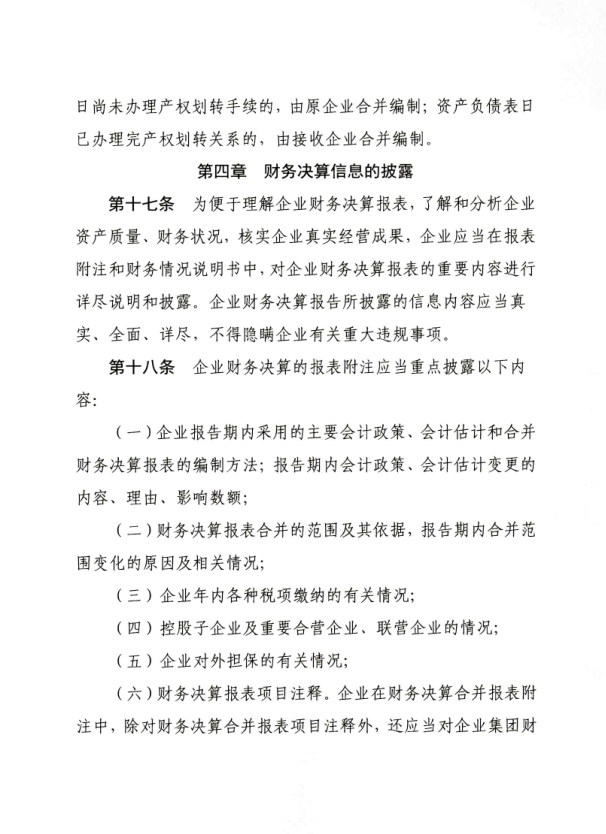 日尚未办理产权划转手续的，由原企业合并编制；资产负债表日
已办理完产权划转关系的，由接收企业合并编制。
第四章　财务决算信息的披露
第十七条　为便于理解企业财务决算报表，了解和分析企业
资产质量、财务状况，核实企业真实经营成果，企业应当在报表
附注和财务情况说明书中，对企业财务决算报表的重要内容进行
详尽说明和披露。企业财务决算报告所披露的信息内容应当真
实、全面、详尽，不得隐瞒企业有关重大违规事项。
第十八条　企业财务决算的报表附注应当重点披露以下内
容：
（一）企业报告期内采用的主要会计政策、会计估计和合并
财务决算报表的编制方法；报告期内会计政策、会计估计变更的
内容、理由、影响数额；
（二）财务决算报表合并的范围及其依据，报告期内合并范
围变化的原因及相关情况；
（三）企业年内各种税项缴纳的有关情况；
（四）控股子企业及重要合营企业、联营企业的情况；
（五）企业对外担保的有关情况；
（六）财务决算报表项目注释。企业在财务决算合并报表附
注中，除对财务决算合并报表项目注释外，还应当对企业集团财